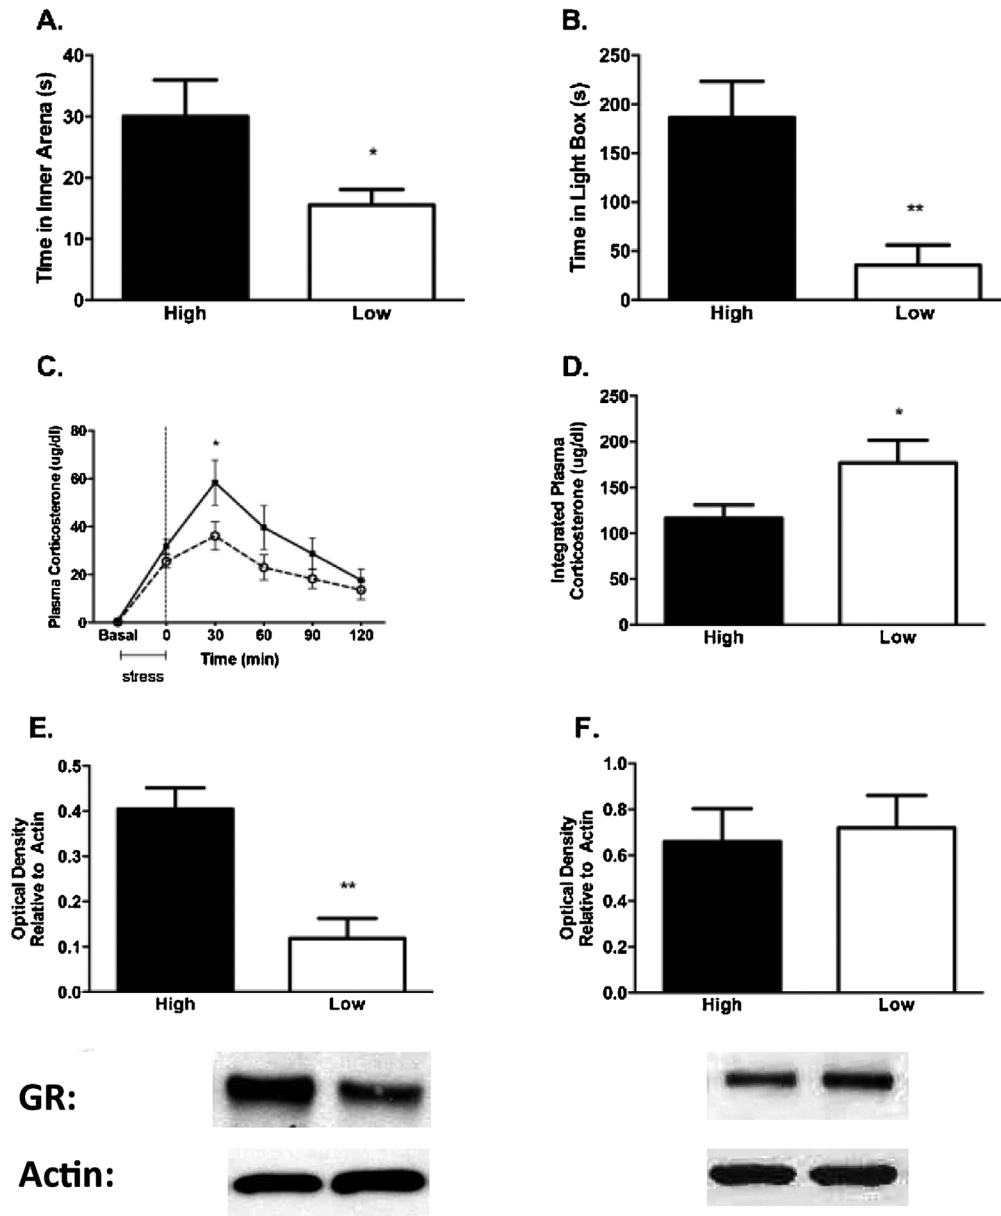 A.
Time in Inner Arena (s)
40
30
20
10
0
*
High
Low
B.
Time in Light Box (s)
250
200
150
100
50
0
**
High
Low
C.
Plasma Corticosterone (ug/dl)
80
60
40
20
0
*
Basal 0 30 60 90 120
Time (min)
stress
D.
Integrated Plasma
Corticosterone (ug/dl)
250
200
150
100
50
0
*
High
Low
E.
Optical Density
Relative to Actin
0.5
0.4
0.3
0.2
0.1
0.0
**
High
Low
F.
Optical Density
Relative to Actin
1.0
0.8
0.6
0.4
0.2
0.0
High
Low
GR:
Actin: